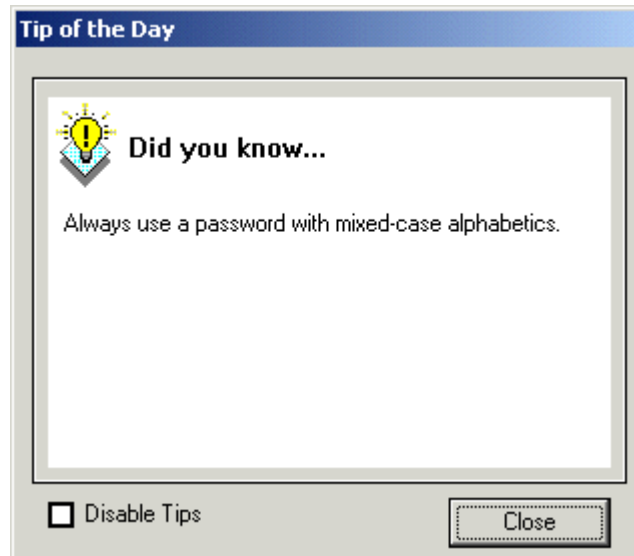 Tip of the Day
Did you know...
Always use a password with mixed-case alphabetics.
Disable Tips
Close